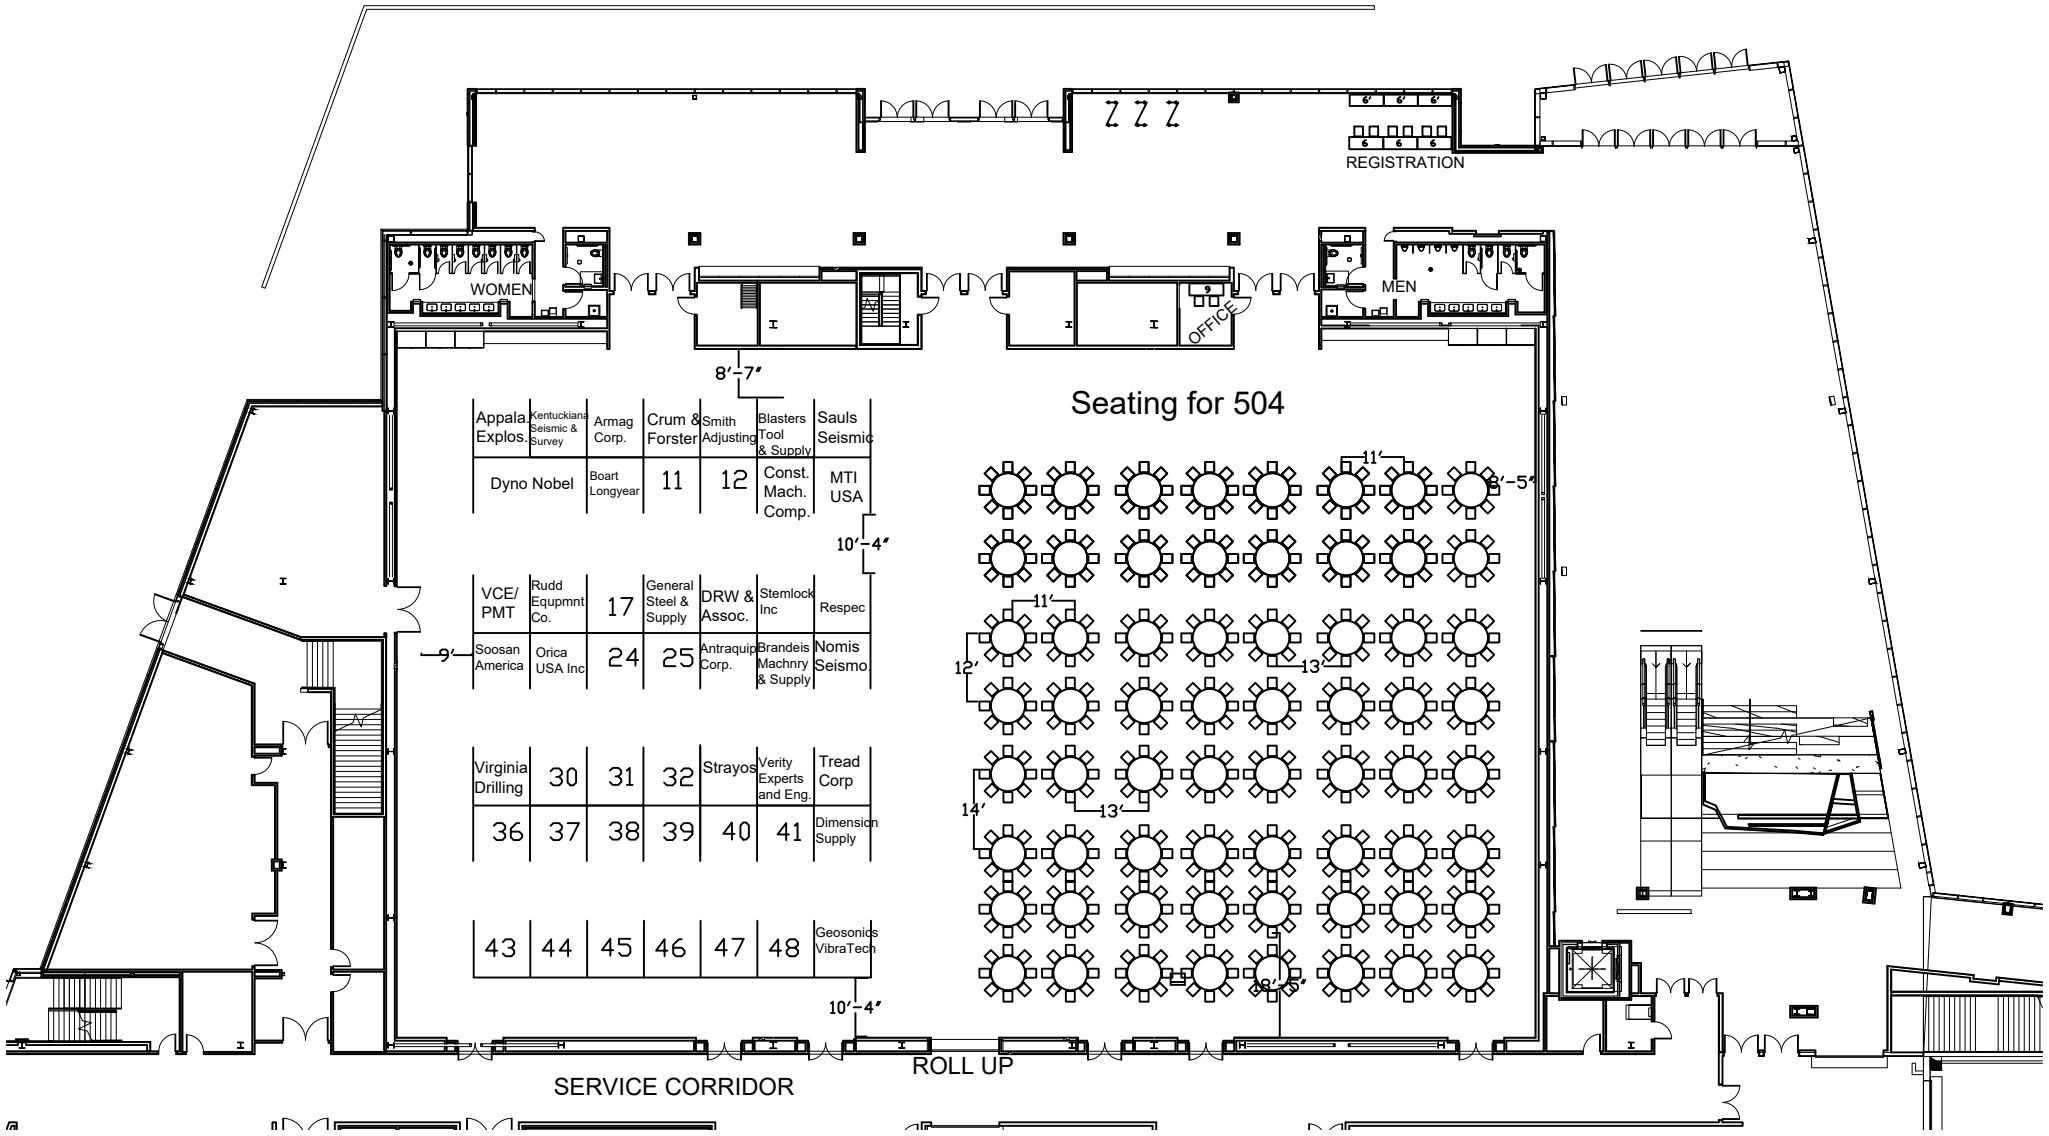 6' 6' 6'
6 6 6
REGISTRATION
WOMEN
MEN
9
OFFICE
8'-7"
Seating for 504
Appala.
Explos.
Kentuckiana
Seismic &
Survey
Armag
Corp.
Crum &
Forster
Smith
Adjusting
Blasters
Tool
& Supply
Sauls
Seismic
Dyno Nobel
Boart
Longyear
11
12
Const.
Mach.
Comp.
MTI
USA
11'
8'-5"
10'-4"
VCE/
PMT
Rudd
Equpmnt
Co.
17
General
Steel &
Supply
DRW &
Assoc.
Stemlock
Inc
Respec
11'
9'
Soosan
America
Orica
USA Inc
24
25
Antraquip
Corp.
Brandeis
Machnry
& Supply
Nomis
Seismo.
12'
13'
Virginia
Drilling
30
31
32
Strayos
Verity
Experts
and Eng.
Tread
Corp
36
37
38
39
40
41
Dimension
Supply
14'
13'
43
44
45
46
47
48
Geosonics
VibraTech
10'-4"
18'-5"
ROLL UP
SERVICE CORRIDOR